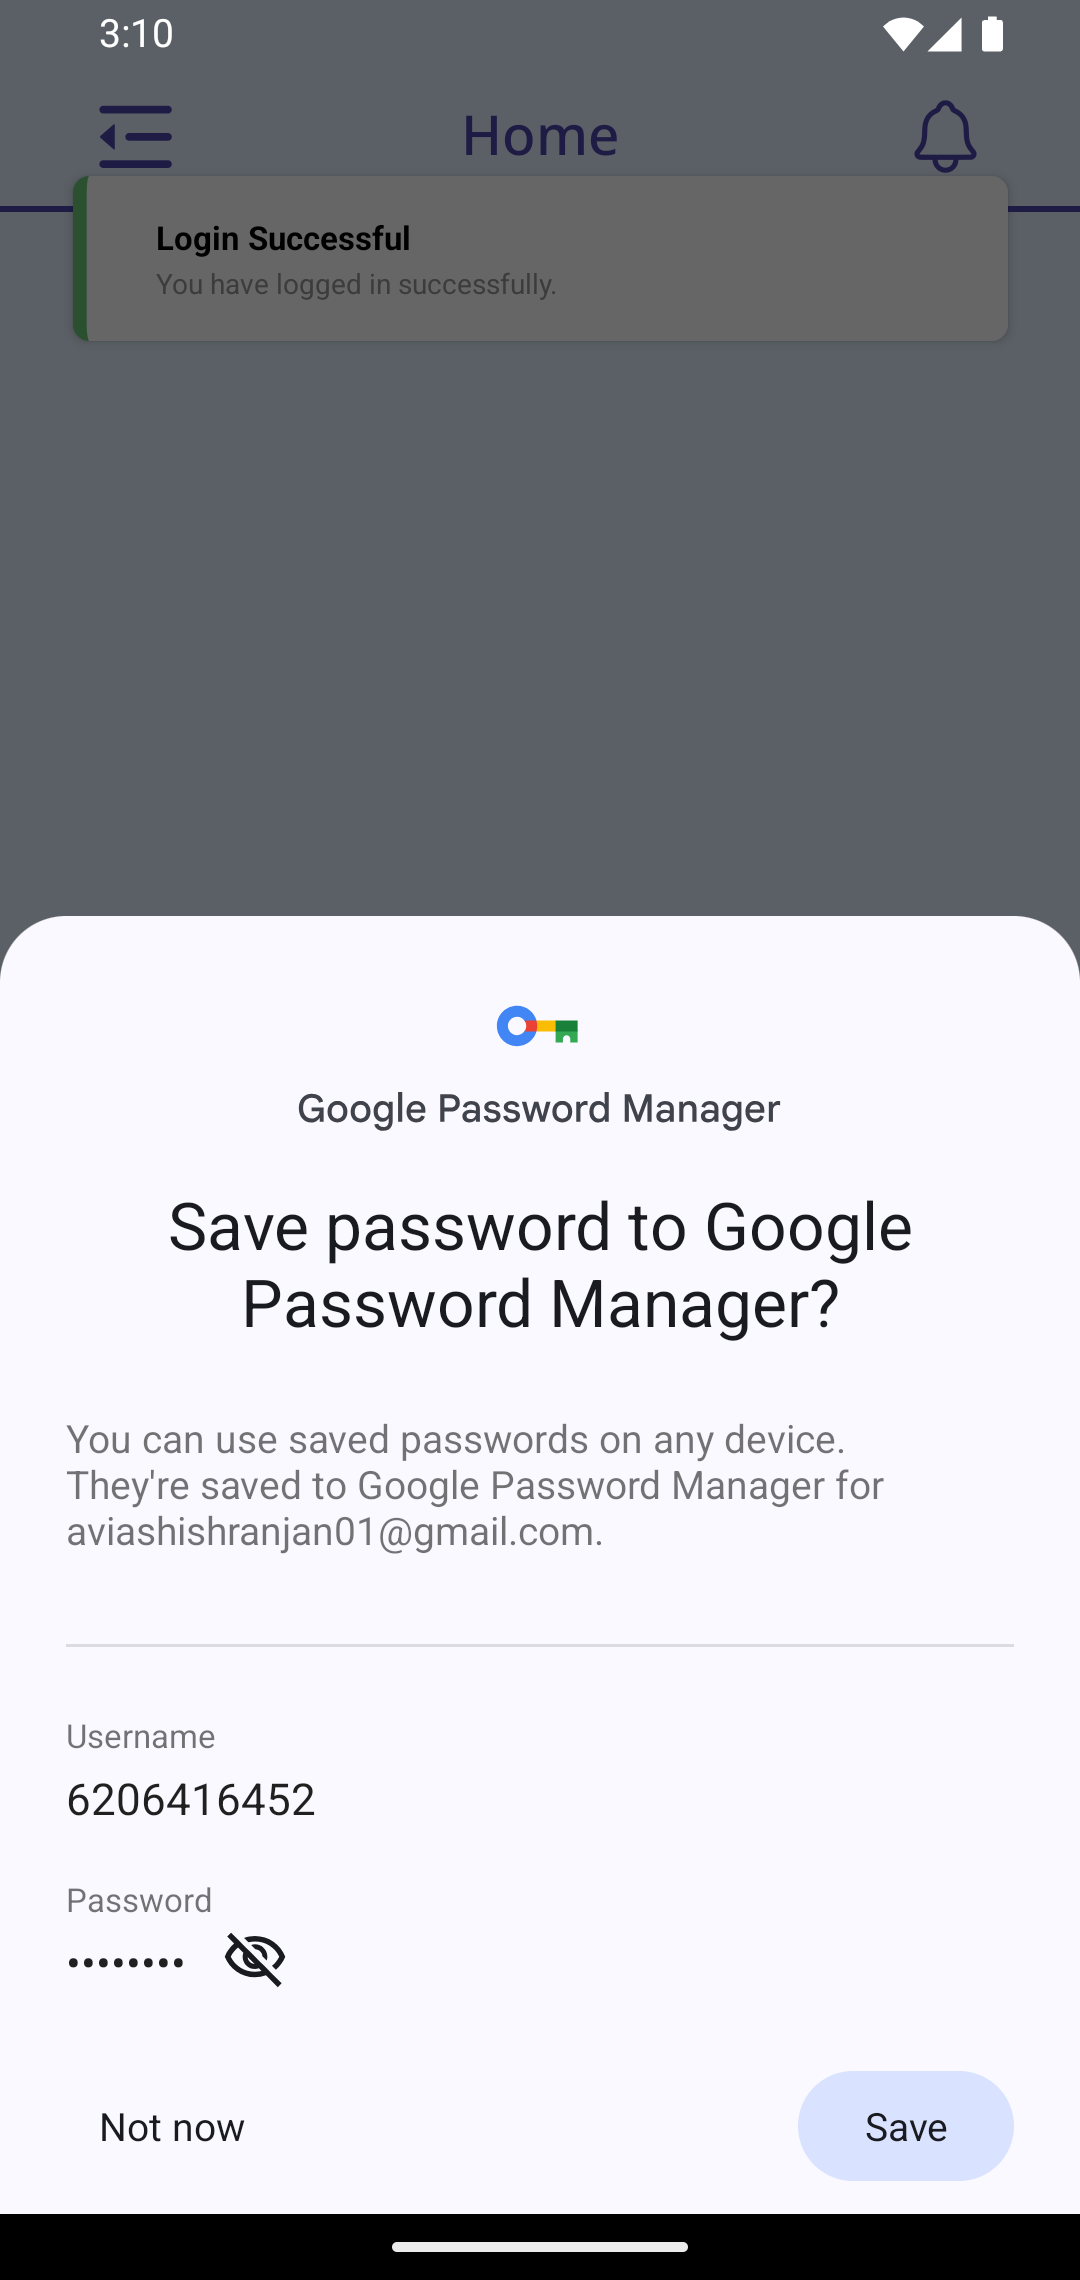 3:10
Home
Login Successful
You have logged in successfully.
Google Password Manager
Save password to Google
Password Manager?
You can use saved passwords on any device.
They're saved to Google Password Manager for
aviashishranjan01@gmail.com.
Username
6206416452
Password
••••••••
Not now
Save